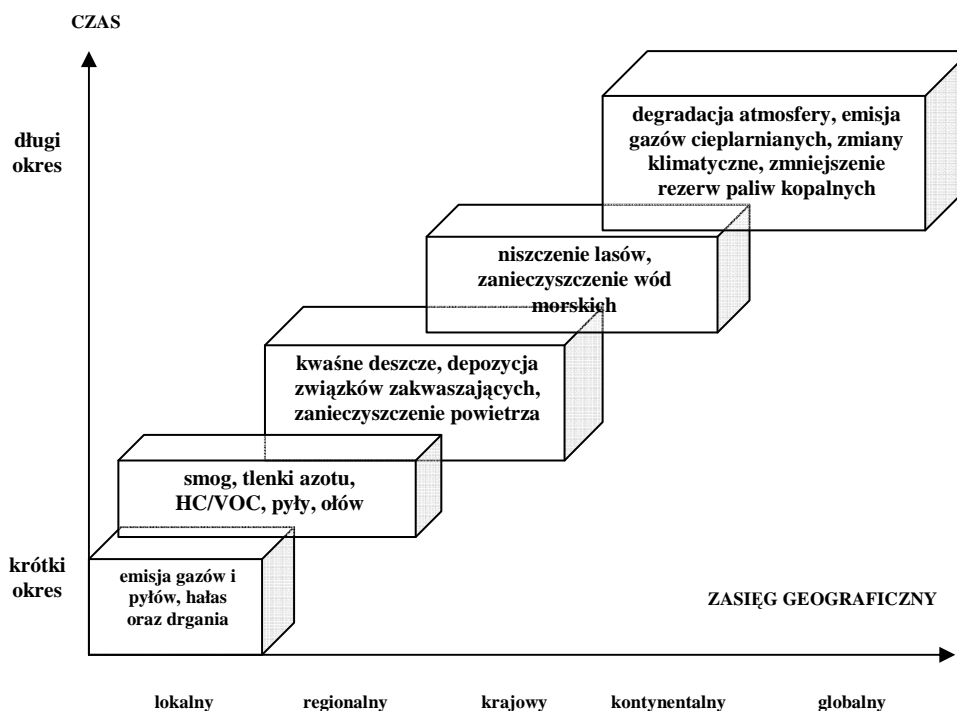 CZAS
długi
okres
degradacja atmosfery, emisja
gazów cieplarnianych, zmiany
klimatyczne, zmniejszenie
rezerw paliw kopalnych
niszczenie lasów,
zanieczyszczenie wód
morskich
kwaśne deszcze, depozycja
związków zakwaszających,
zanieczyszczenie powietrza
smog, tlenki azotu,
HC/VOC, pyły, ołów
krótki
okres
emisja gazów i
pyłów, hałas
oraz drgania
ZASIĘG GEOGRAFICZNY
lokalny regionalny krajowy kontynentalny globalny